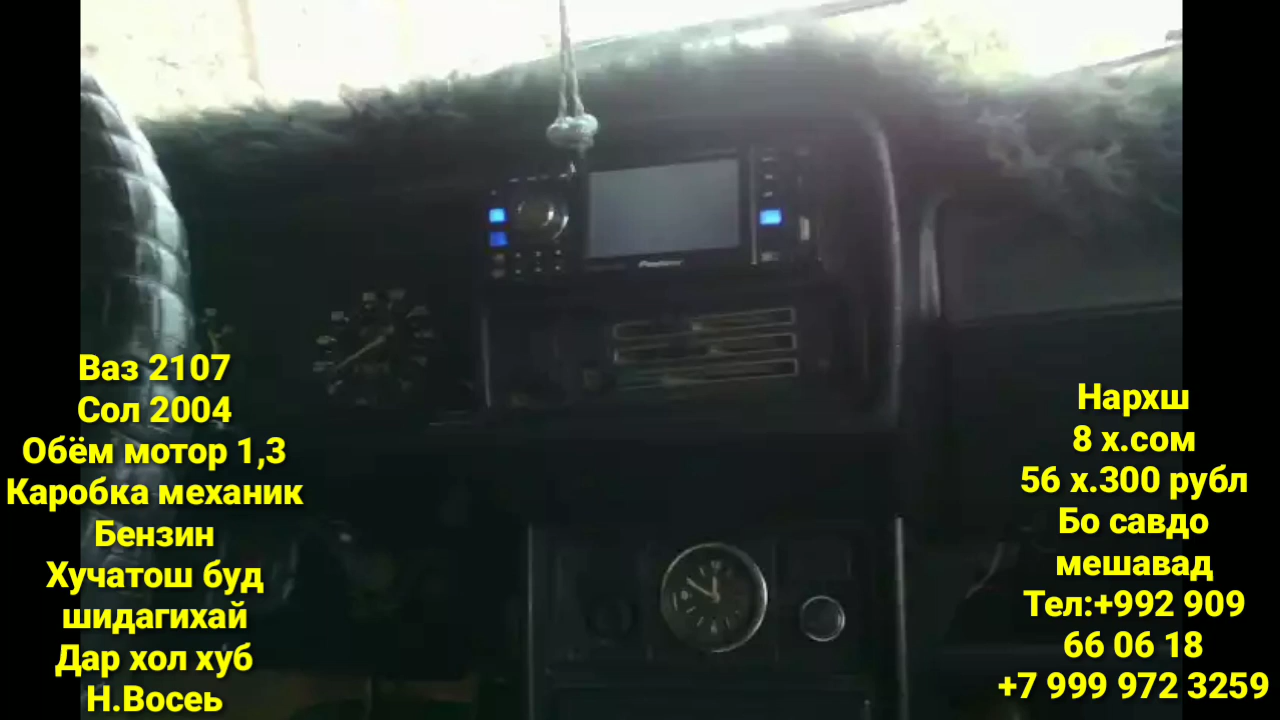 Ваз 2107
Сол 2004
Обём мотор 1,3
Каробка механик
Бензин
Хучатош буд
шидагихай
Дар хол хуб
Н.Восеь
Нархш
8 х.сом
56 х.300 рубл
Бо савдо
мешавад
Тел:+992 909
66 06 18
+7 999 972 3259
Pioneer